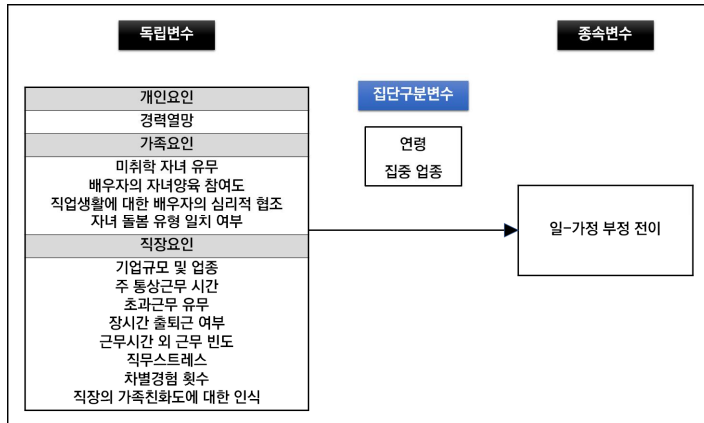 독립변수
종속변수
개인요인
경력열망
가족요인
미취학 자녀 유무
배우자의 자녀양육 참여도
직업생활에 대한 배우자의 심리적 협조
자녀 돌봄 유형 일치 여부
직장요인
기업규모 및 업종
주 통상근무 시간
초과근무 유무
장시간 출퇴근 여부
근무시간 외 근무 빈도
직무스트레스
차별경험 횟수
직장의 가족친화도에 대한 인식
집단구분변수
연령
집중 업종
일-가정 부정 전이